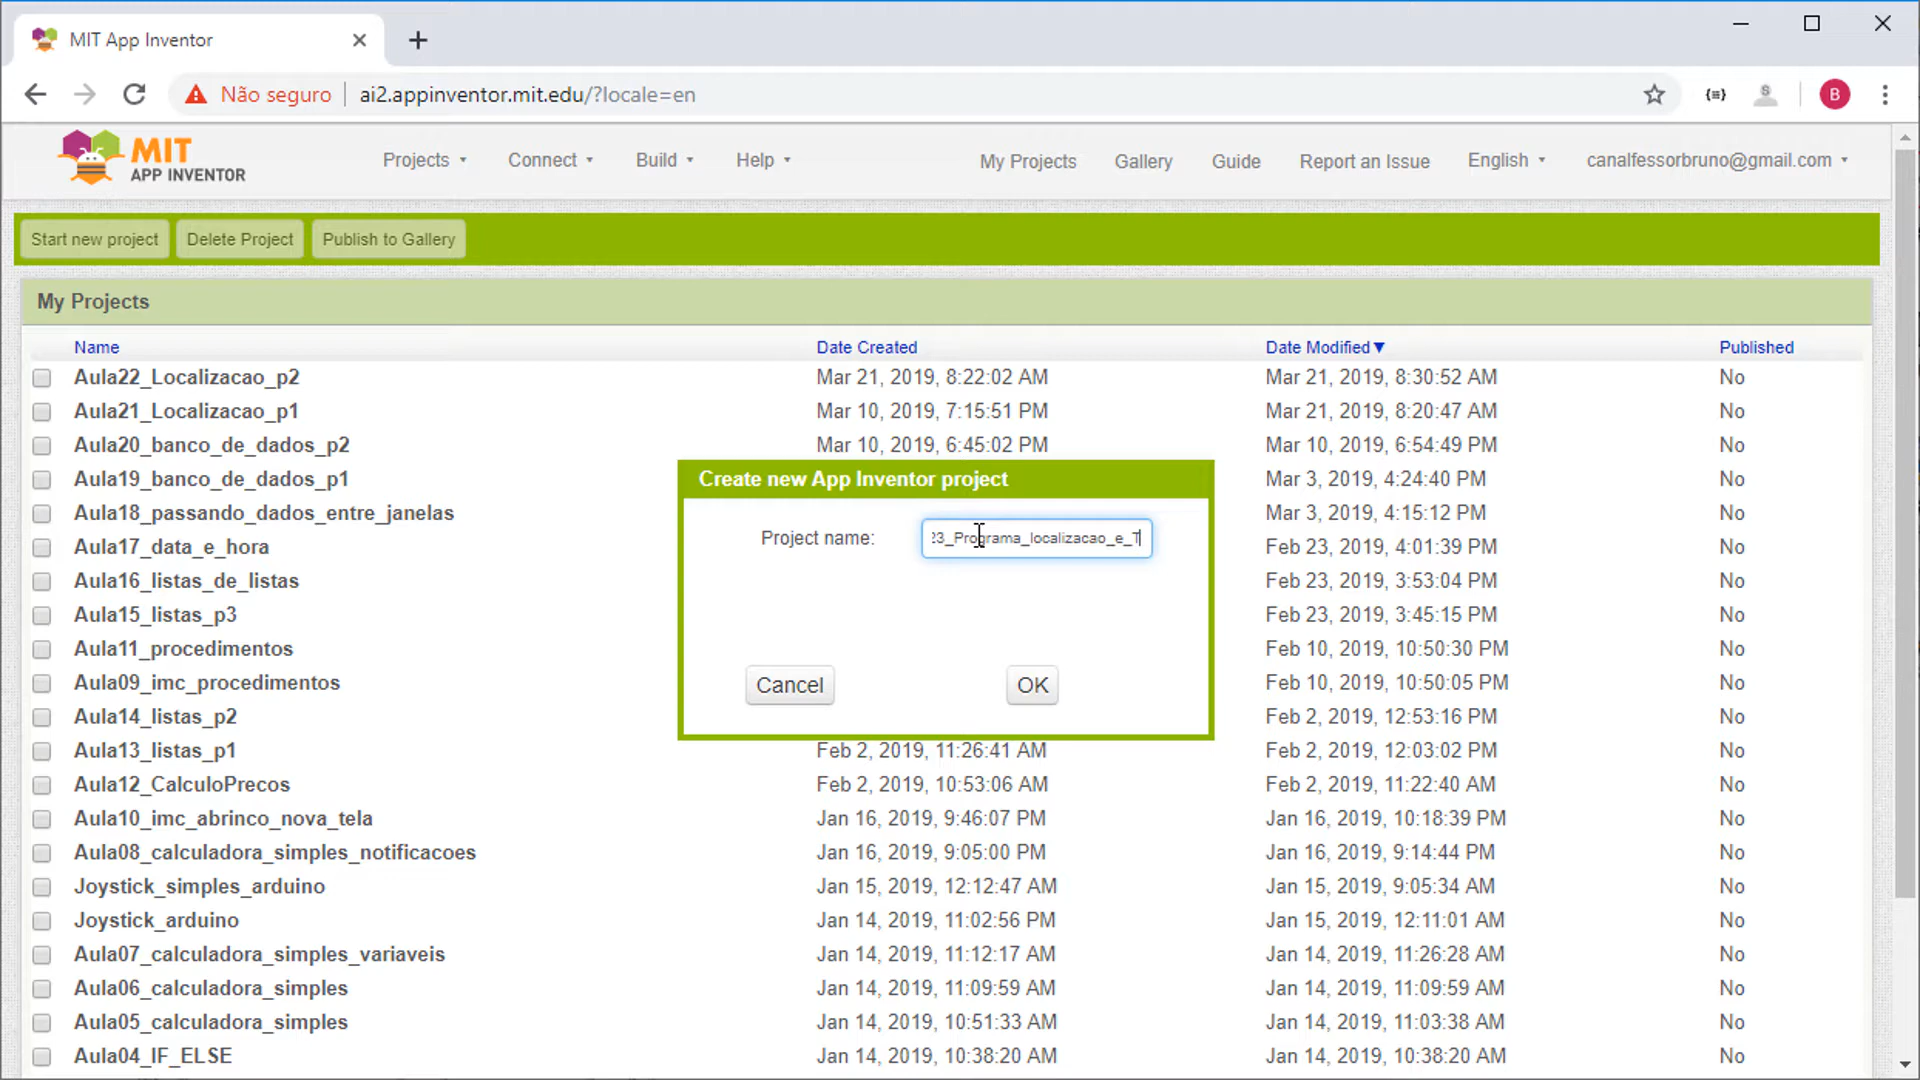 MIT App Inventor
Não seguro ai2.appinventor.mit.edu/?locale=en B
MIT
APP INVENTOR
Projects Connect Build Help My Projects Gallery Guide Report an Issue English canalfessorbruno@gmail.com
Start new project Delete Project Publish to Gallery
My Projects
Name Date Created Date Modified▼ Published
Aula22_Localizacao_p2 Mar 21, 2019, 8:22:02 AM Mar 21, 2019, 8:30:52 AM No
Aula21_Localizacao_p1 Mar 10, 2019, 7:15:51 PM Mar 21, 2019, 8:20:47 AM No
Aula20_banco_de_dados_p2 Mar 10, 2019, 6:45:02 PM Mar 10, 2019, 6:54:49 PM No
Aula19_banco_de_dados_p1 Mar 3, 2019, 4:24:40 PM No
Aula18_passando_dados_entre_janelas Mar 3, 2019, 4:15:12 PM No
Aula17_data_e_hora Feb 23, 2019, 4:01:39 PM No
Aula16_listas_de_listas Feb 23, 2019, 3:53:04 PM No
Aula15_listas_p3 Feb 23, 2019, 3:45:15 PM No
Aula11_procedimentos Feb 10, 2019, 10:50:30 PM No
Aula09_imc_procedimentos Feb 10, 2019, 10:50:05 PM No
Aula14_listas_p2 Feb 2, 2019, 12:53:16 PM No
Aula13_listas_p1 Feb 2, 2019, 11:26:41 AM Feb 2, 2019, 12:03:02 PM No
Aula12_CalculoPrecos Feb 2, 2019, 10:53:06 AM Feb 2, 2019, 11:22:40 AM No
Aula10_imc_abrinco_nova_tela Jan 16, 2019, 9:46:07 PM Jan 16, 2019, 10:18:39 PM No
Aula08_calculadora_simples_notificacoes Jan 16, 2019, 9:05:00 PM Jan 16, 2019, 9:14:44 PM No
Joystick_simples_arduino Jan 15, 2019, 12:12:47 AM Jan 15, 2019, 9:05:34 AM No
Joystick_arduino Jan 14, 2019, 11:02:56 PM Jan 15, 2019, 12:11:01 AM No
Aula07_calculadora_simples_variaveis Jan 14, 2019, 11:12:17 AM Jan 14, 2019, 11:26:28 AM No
Aula06_calculadora_simples Jan 14, 2019, 11:09:59 AM Jan 14, 2019, 11:09:59 AM No
Aula05_calculadora_simples Jan 14, 2019, 10:51:33 AM Jan 14, 2019, 11:03:38 AM No
Aula04_IF_ELSE Jan 14, 2019, 10:38:20 AM Jan 14, 2019, 10:38:20 AM No
Create new App Inventor project
Project name: 23_Programa_localizacao_e_T
Cancel OK